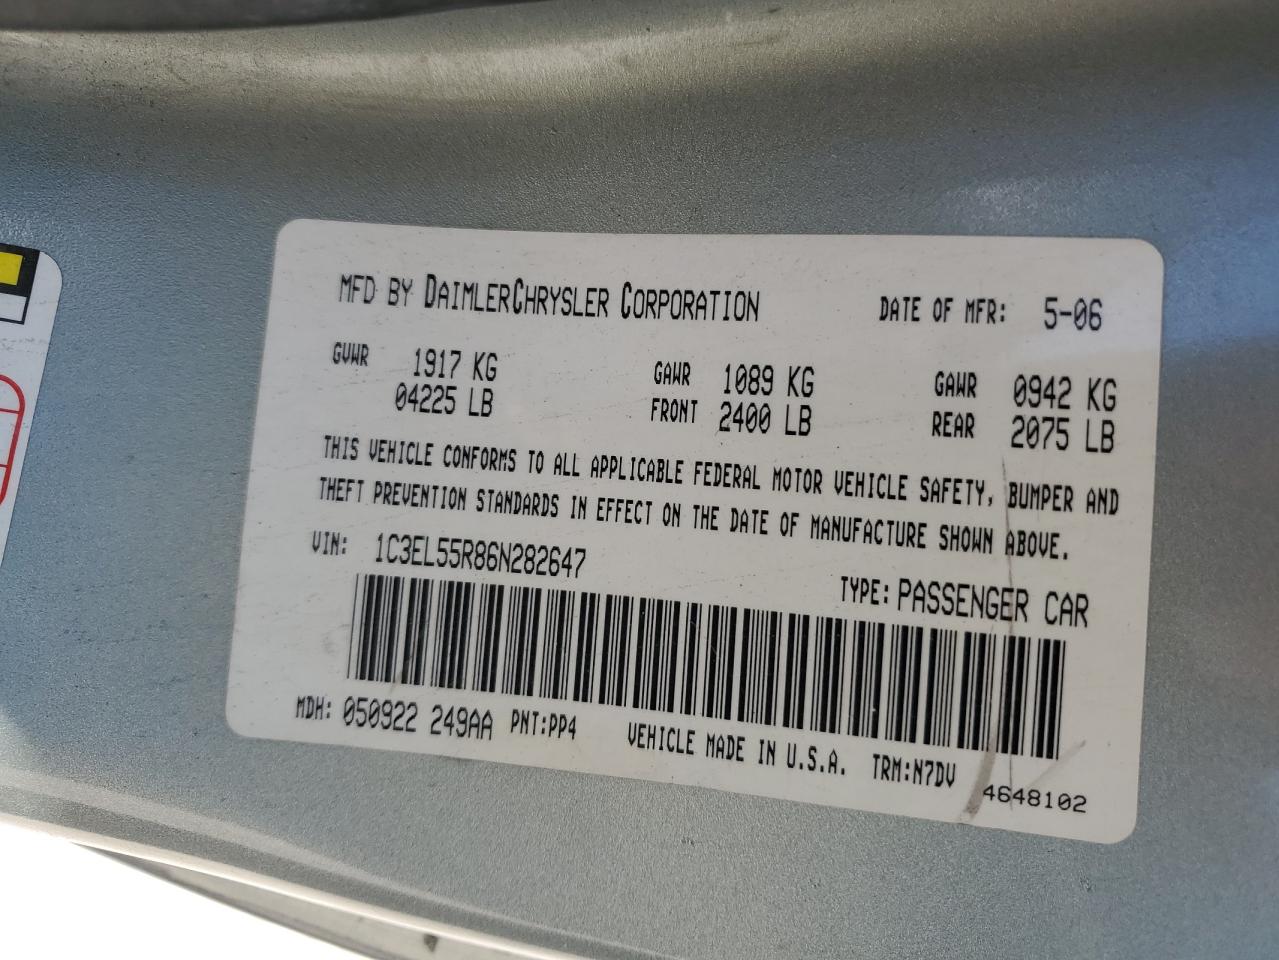 MFD BY DAIMLERCHRYSLER CORPORATION DATE OF MFR: 5-06
GVWR 1917 KG GAWR 1089 KG GAWR 0942 KG
04225 LB FRONT 2400 LB REAR 2075 LB
THIS VEHICLE CONFORMS TO ALL APPLICABLE FEDERAL MOTOR VEHICLE SAFETY, BUMPER AND
THEFT PREVENTION STANDARDS IN EFFECT ON THE DATE OF MANUFACTURE SHOWN ABOVE.
VIN: 1C3EL55R86N282647
TYPE: PASSENGER CAR
MDH: 050922 249AA PNT:PP4 VEHICLE MADE IN U.S.A. TRM:N7DV
4648102